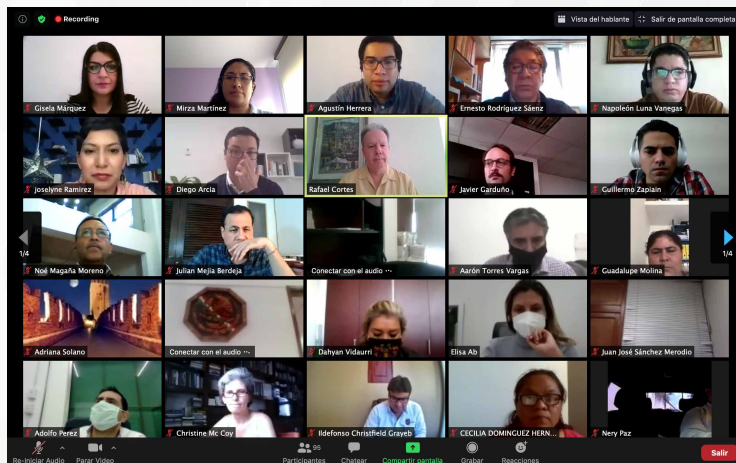 Recording
Vista del hablante
Salir de pantalla completa
Gisela Márquez
Mirza Martínez
Agustín Herrera
Ernesto Rodríguez Sáenz
Napoleón Luna Vanegas
Joselyne Ramirez
Diego Arcia
Rafael Cortes
Javier Garduño
Guillermo Zaplain
1/4
Noé Magaña Moreno
Julian Mejia Berdeja
Conectar con el audio ···
Aarón Torres Vargas
Guadalupe Molina
1/4
Adriana Solano
Conectar con el audio ···
Dahyan Vidaurri
Elisa Ab
Juan José Sánchez Merodio
Adolfo Perez
Christine Mc Coy
Ildefonso Christfield Grayeb
CECILIA DOMINGUEZ HERN...
Nery Paz
95
Re-Iniciar Audio
Parar Video
Participantes
Chatear
Compartir pantalla
Grabar
Reacciones
Salir